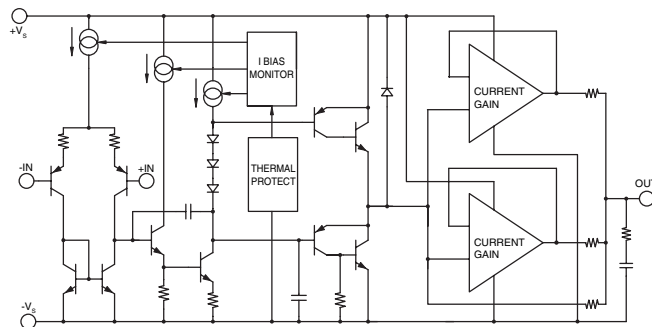 +Vs
I BIAS
MONITOR
CURRENT
GAIN
THERMAL
PROTECT
-IN
+IN
OUT
CURRENT
GAIN
-Vs